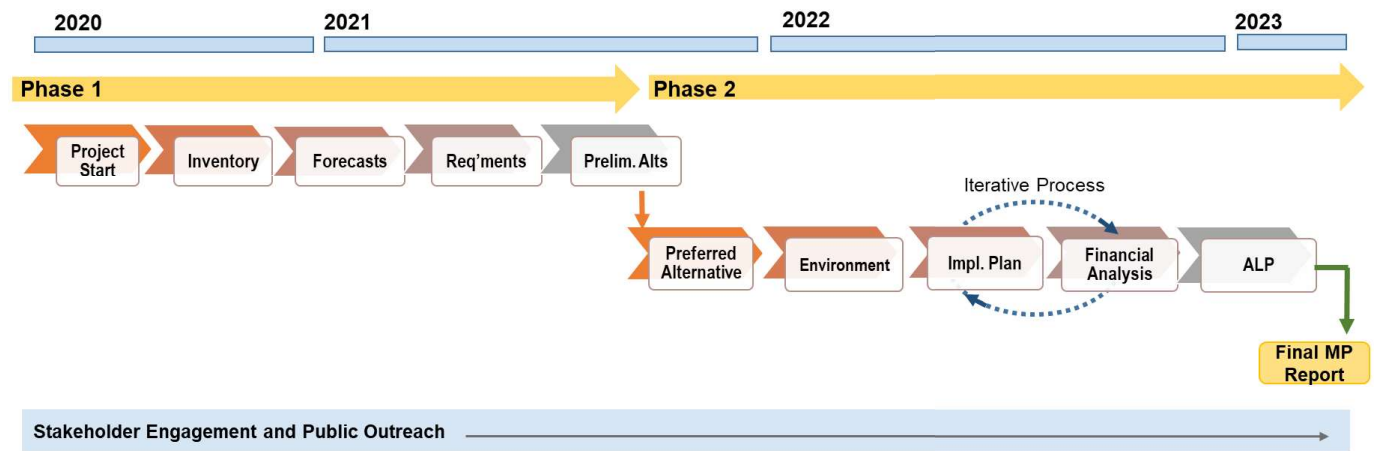 2020
2021
2022
2023
Phase 1
Phase 2
Project
Start
Inventory
Forecasts
Req’ments
Prelim. Alts
Iterative Process
Preferred
Alternative
Environment
Impl. Plan
Financial
Analysis
ALP
Final MP
Report
Stakeholder Engagement and Public Outreach